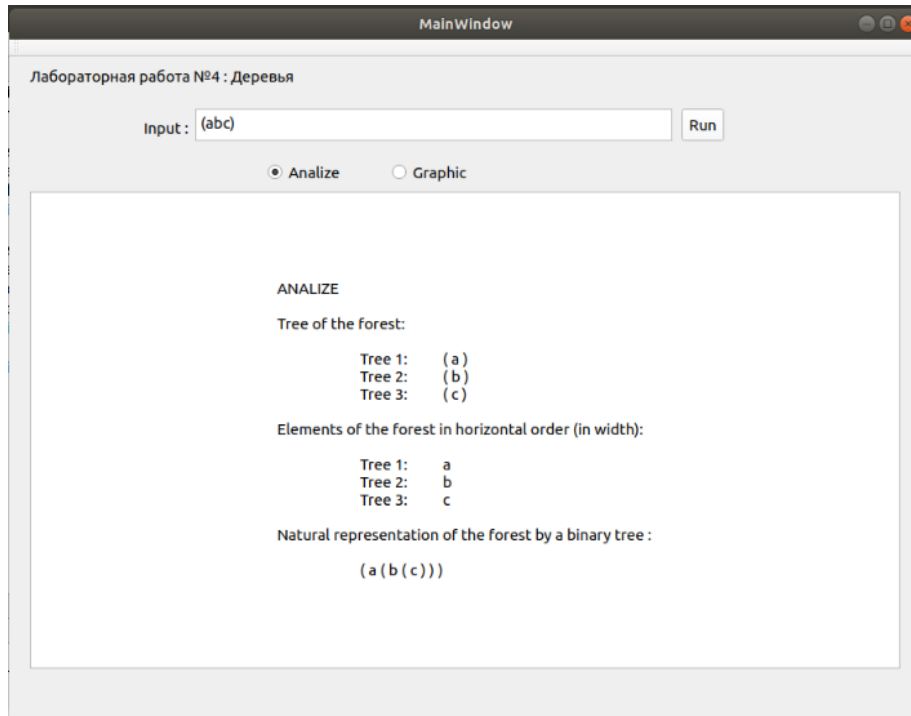 MainWindow
Лабораторная работа №4 : Деревья
Input : (abc) Run
Analize Graphic
ANALIZE
Tree of the forest:
Tree 1: ( a )
Tree 2: ( b )
Tree 3: ( c )
Elements of the forest in horizontal order (in width):
Tree 1: a
Tree 2: b
Tree 3: c
Natural representation of the forest by a binary tree :
( a ( b ( c ) ) )